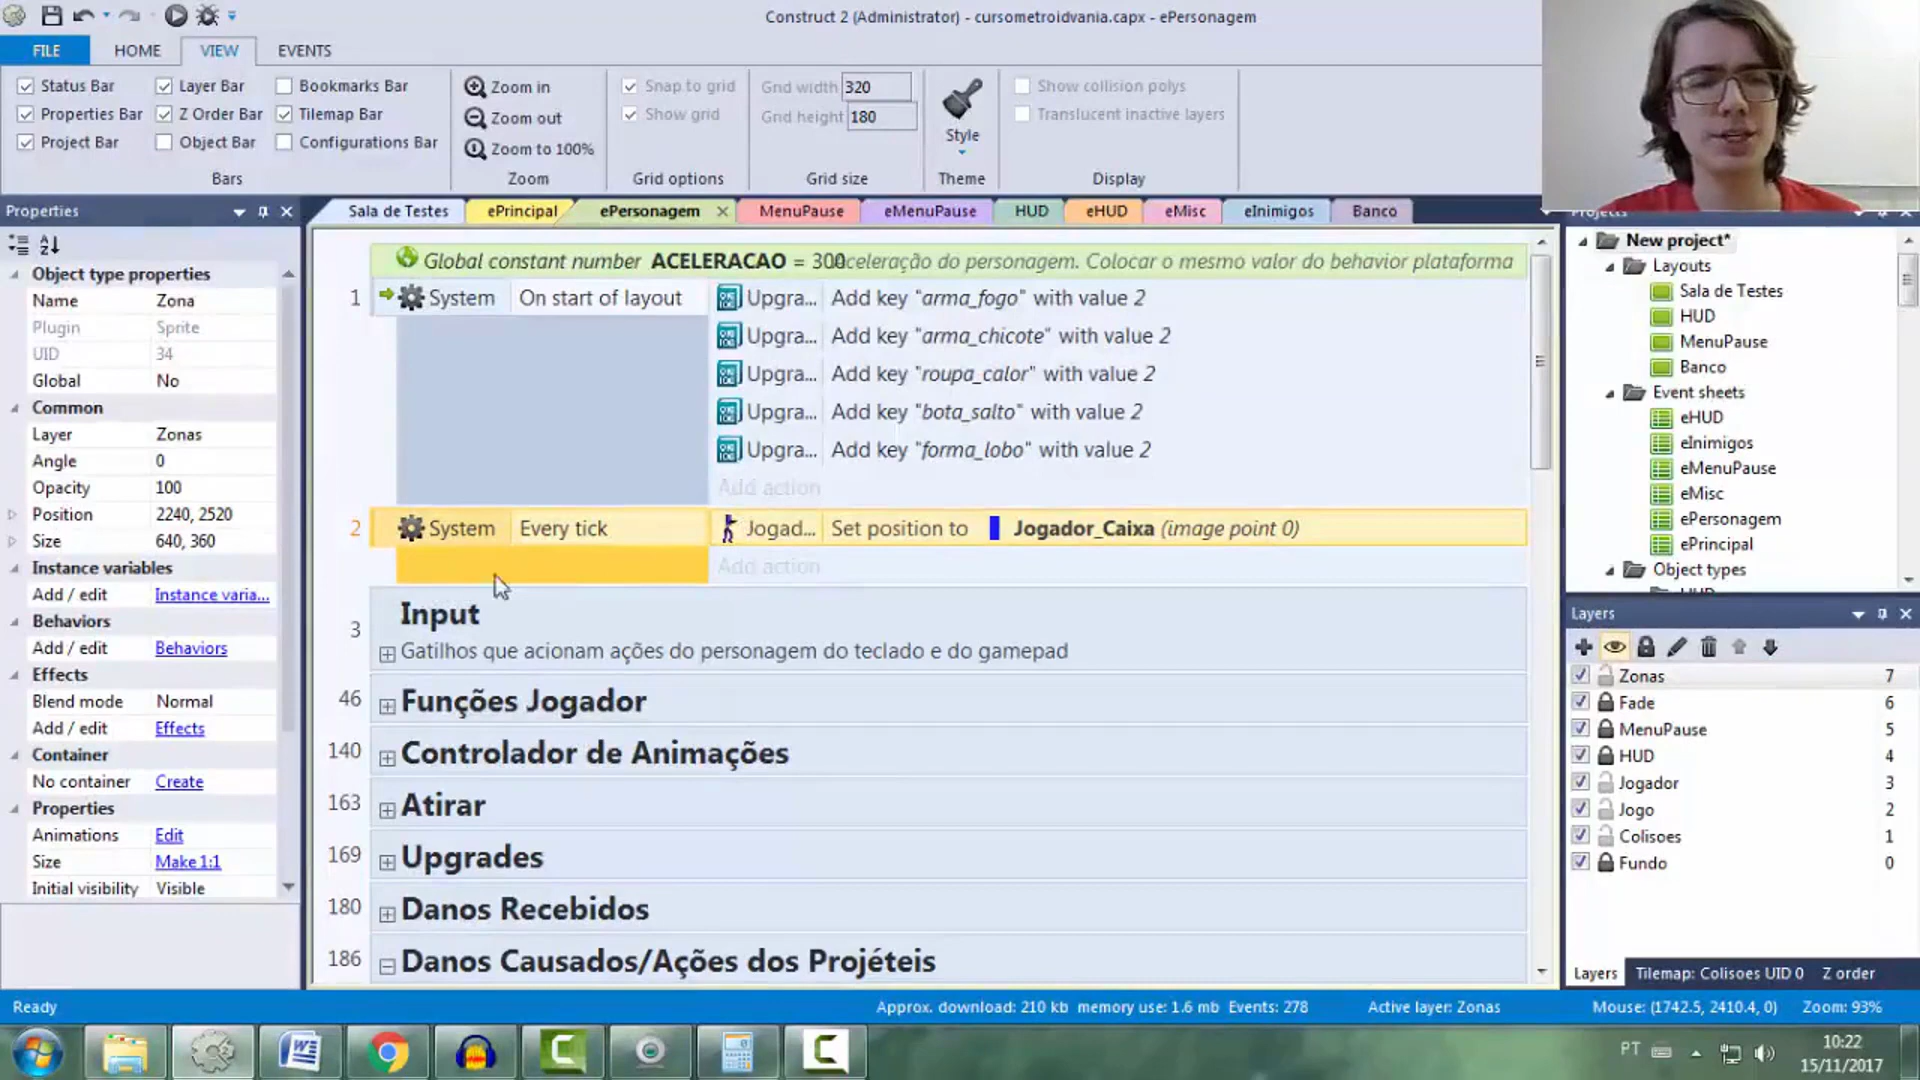 Construct 2 (Administrator) - cursometroidvania.capx - ePersonagem
FILE HOME VIEW EVENTS
Status Bar Layer Bar Bookmarks Bar Zoom in Snap to grid Grid width 320 Show collision polys
Properties Bar Z Order Bar Tilemap Bar Zoom out Show grid Grid height 180 Style Translucent inactive layers
Project Bar Object Bar Configurations Bar Zoom to 100%
Bars Zoom Grid options Grid size Theme Display
Properties
Sala de Testes ePrincipal ePersonagem MenuPause eMenuPause HUD eHUD eMisc eInimigos Banco
Projects
Object type properties
Name Zona
Plugin Sprite
UID 34
Global No
Common
Layer Zonas
Angle 0
Opacity 100
Position 2240, 2520
Size 640, 360
Instance variables
Add / edit Instance varia...
Behaviors
Add / edit Behaviors
Effects
Blend mode Normal
Add / edit Effects
Container
No container Create
Properties
Animations Edit
Size Make 1:1
Initial visibility Visible
Global constant number ACELERACAO = 300 aceleração do personagem. Colocar o mesmo valor do behavior plataforma
1 System On start of layout Upgra... Add key "arma_fogo" with value 2
Upgra... Add key "arma_chicote" with value 2
Upgra... Add key "roupa_calor" with value 2
Upgra... Add key "bota_salto" with value 2
Upgra... Add key "forma_lobo" with value 2
Add action
2 System Every tick Jogad... Set position to Jogador_Caixa (image point 0)
Add action
3 Input
Gatilhos que acionam ações do personagem do teclado e do gamepad
46 Funções Jogador
140 Controlador de Animações
163 Atirar
169 Upgrades
180 Danos Recebidos
186 Danos Causados/Ações dos Projéteis
New project*
Layouts
Sala de Testes
HUD
MenuPause
Banco
Event sheets
eHUD
eInimigos
eMenuPause
eMisc
ePersonagem
ePrincipal
Object types
Layers
Zonas 7
Fade 6
MenuPause 5
HUD 4
Jogador 3
Jogo 2
Colisoes 1
Fundo 0
Layers Tilemap: Colisoes UID 0 Z order
Ready Approx. download: 210 kb memory use: 1.6 mb Events: 278 Active layer: Zonas Mouse: (1742.5, 2410.4, 0) Zoom: 93%
PT 10:22
15/11/2017